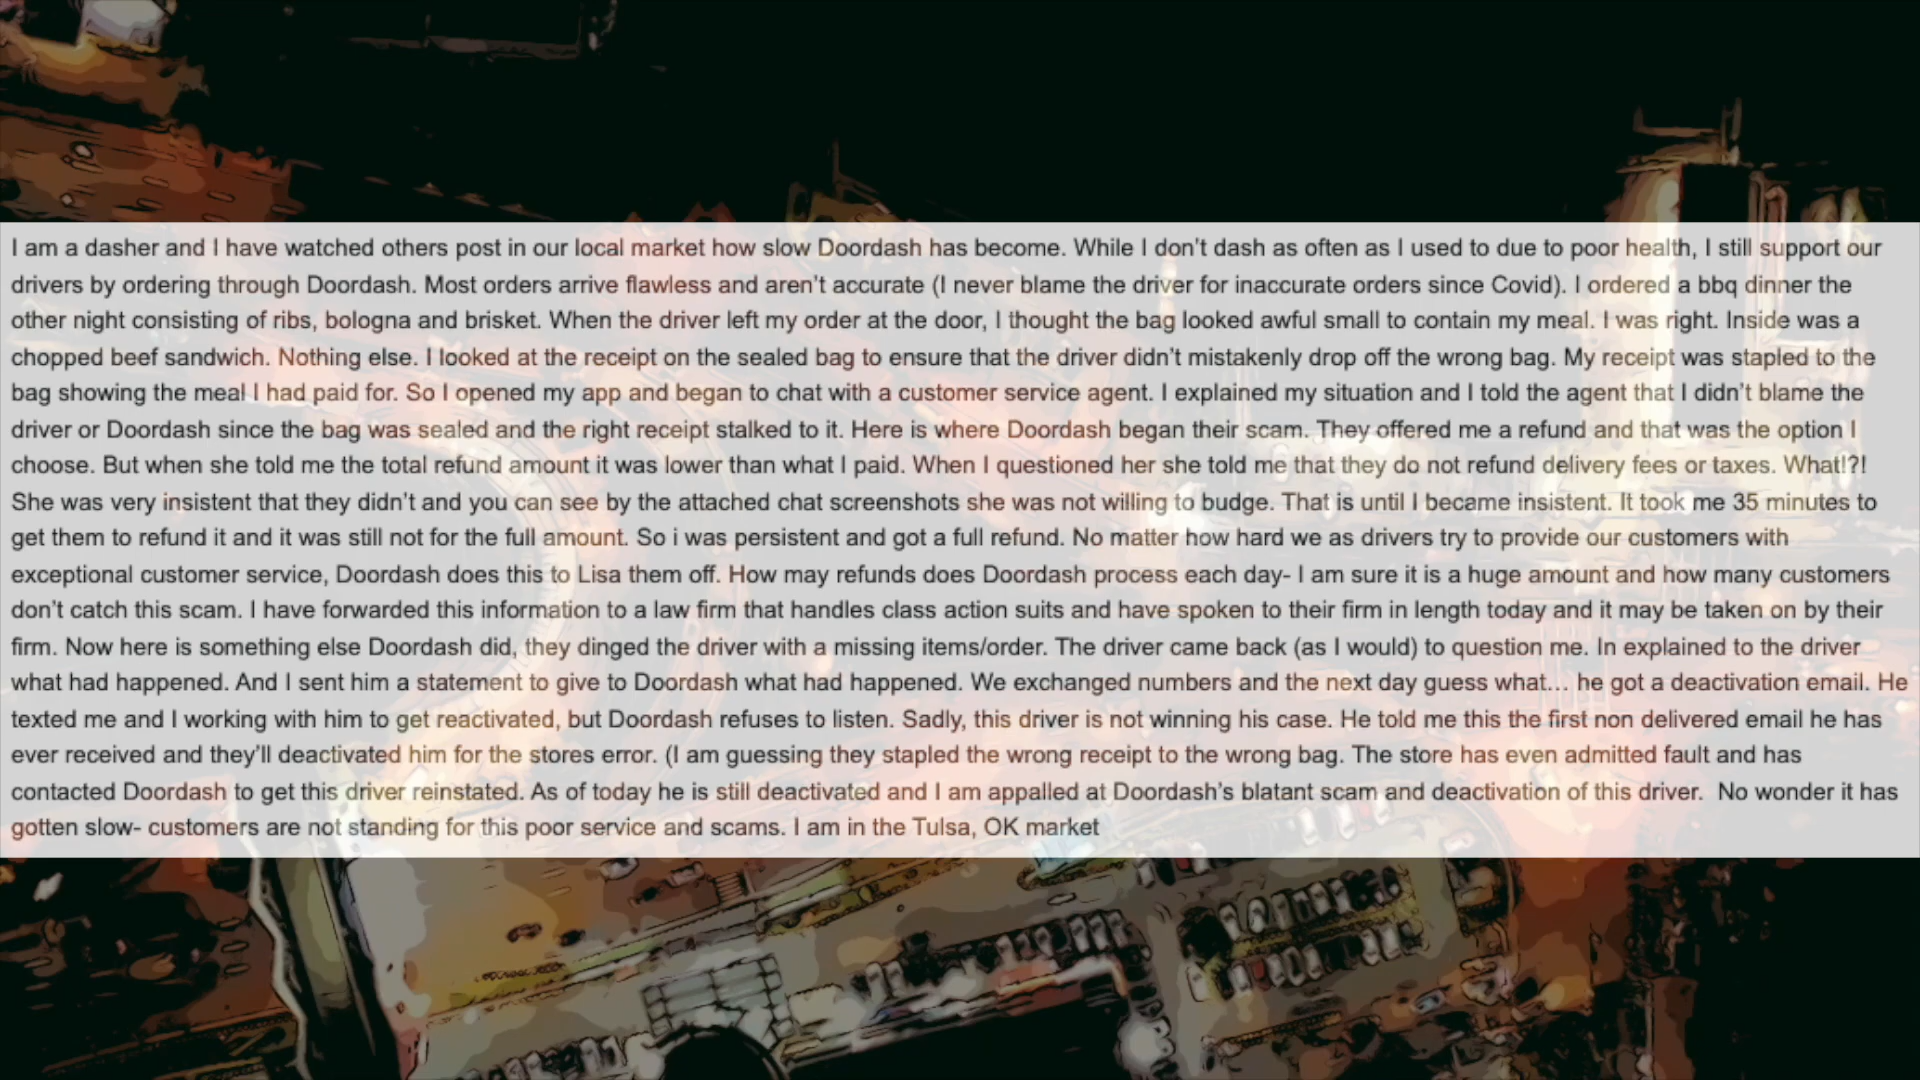 I am a dasher and I have watched others post in our local market how slow Doordash has become. While I don't dash as often as I used to due to poor health, I still support our
drivers by ordering through Doordash. Most orders arrive flawless and aren't accurate (I never blame the driver for inaccurate orders since Covid). I ordered a bbq dinner the
other night consisting of ribs, bologna and brisket. When the driver left my order at the door, I thought the bag looked awful small to contain my meal. I was right. Inside was a
chopped beef sandwich. Nothing else. I looked at the receipt on the sealed bag to ensure that the driver didn't mistakenly drop off the wrong bag. My receipt was stapled to the
bag showing the meal I had paid for. So I opened my app and began to chat with a customer service agent. I explained my situation and I told the agent that I didn't blame the
driver or Doordash since the bag was sealed and the right receipt stalked to it. Here is where Doordash began their scam. They offered me a refund and that was the option I
choose. But when she told me the total refund amount it was lower than what I paid. When I questioned her she told me that they do not refund delivery fees or taxes. What!?!
She was very insistent that they didn't and you can see by the attached chat screenshots she was not willing to budge. That is until I became insistent. It took me 35 minutes to
get them to refund it and it was still not for the full amount. So i was persistent and got a full refund. No matter how hard we as drivers try to provide our customers with
exceptional customer service, Doordash does this to Lisa them off. How may refunds does Doordash process each day- I am sure it is a huge amount and how many customers
don't catch this scam. I have forwarded this information to a law firm that handles class action suits and have spoken to their firm in length today and it may be taken on by their
firm. Now here is something else Doordash did, they dinged the driver with a missing items/order. The driver came back (as I would) to question me. In explained to the driver
what had happened. And I sent him a statement to give to Doordash what had happened. We exchanged numbers and the next day guess what... he got a deactivation email. He
texted me and I working with him to get reactivated, but Doordash refuses to listen. Sadly, this driver is not winning his case. He told me this the first non delivered email he has
ever received and they'll deactivated him for the stores error. (I am guessing they stapled the wrong receipt to the wrong bag. The store has even admitted fault and has
contacted Doordash to get this driver reinstated. As of today he is still deactivated and I am appalled at Doordash's blatant scam and deactivation of this driver.  No wonder it has
gotten slow- customers are not standing for this poor service and scams. I am in the Tulsa, OK market